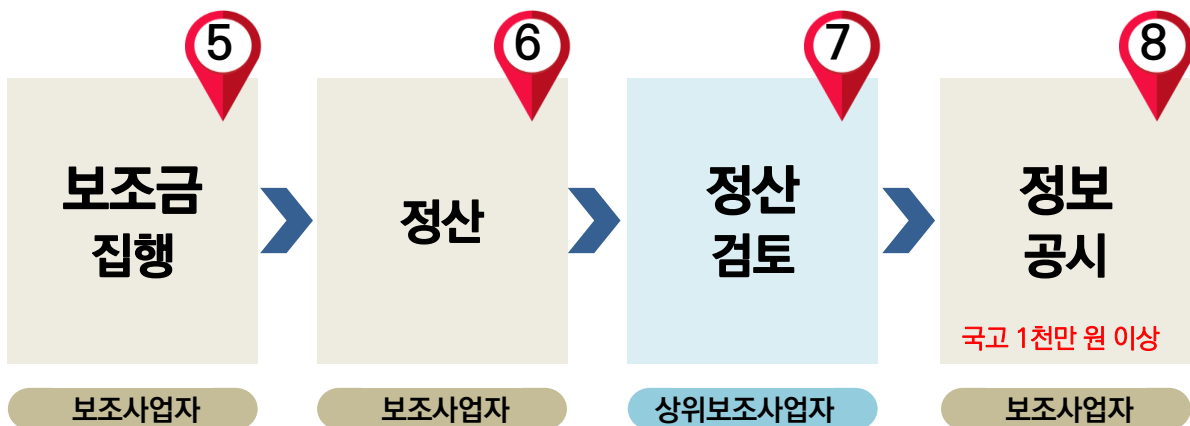 5
6
7
8
보조금
집행
정산
정산
검토
정보
공시
국고 1천만 원 이상
보조사업자
보조사업자
상위보조사업자
보조사업자